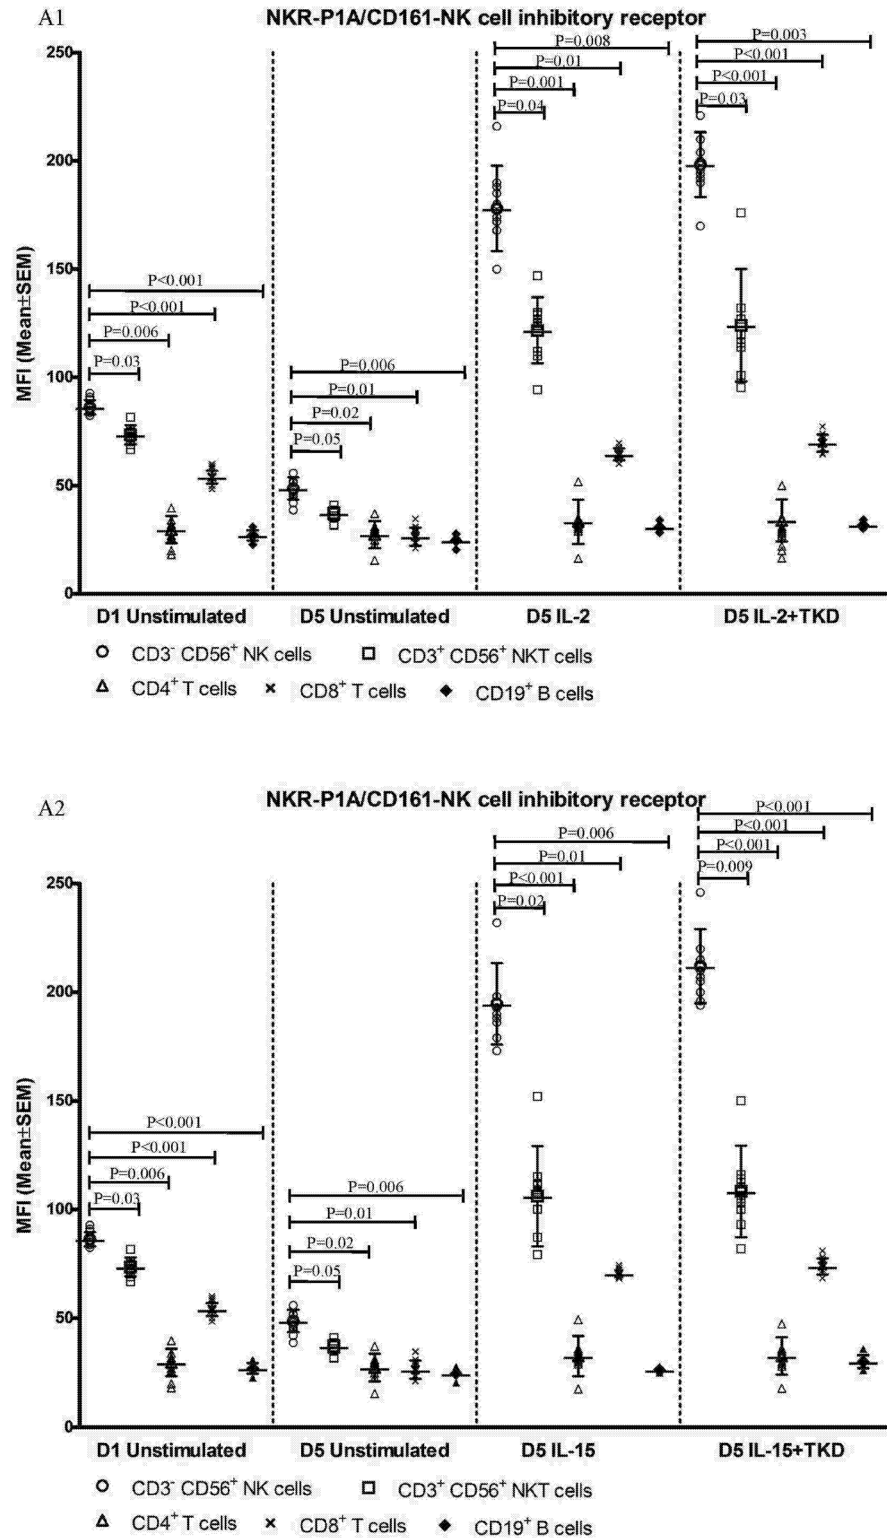 A1
NKR-P1A/CD161-NK cell inhibitory receptor
P=0.008
P=0.003
P=0.01
P<0.001
P=0.001
P<0.001
P=0.04
P=0.03
250
200
150
100
50
0
MFI (Mean±SEM)
P<0.001
P<0.001
P=0.006
P=0.03
P=0.006
P=0.01
P=0.02
P=0.05
D1 Unstimulated
D5 Unstimulated
D5 IL-2
D5 IL-2+TKD
CD3⁻ CD56⁺ NK cells
CD3⁺ CD56⁺ NKT cells
CD4⁺ T cells
CD8⁺ T cells
CD19⁺ B cells
A2
NKR-P1A/CD161-NK cell inhibitory receptor
P<0.001
P=0.006
P<0.001
P=0.01
P<0.001
P<0.001
P=0.009
P=0.02
250
200
150
100
50
0
MFI (Mean±SEM)
P<0.001
P<0.001
P=0.006
P=0.03
P=0.006
P=0.01
P=0.02
P=0.05
D1 Unstimulated
D5 Unstimulated
D5 IL-15
D5 IL-15+TKD
CD3⁻ CD56⁺ NK cells
CD3⁺ CD56⁺ NKT cells
CD4⁺ T cells
CD8⁺ T cells
CD19⁺ B cells